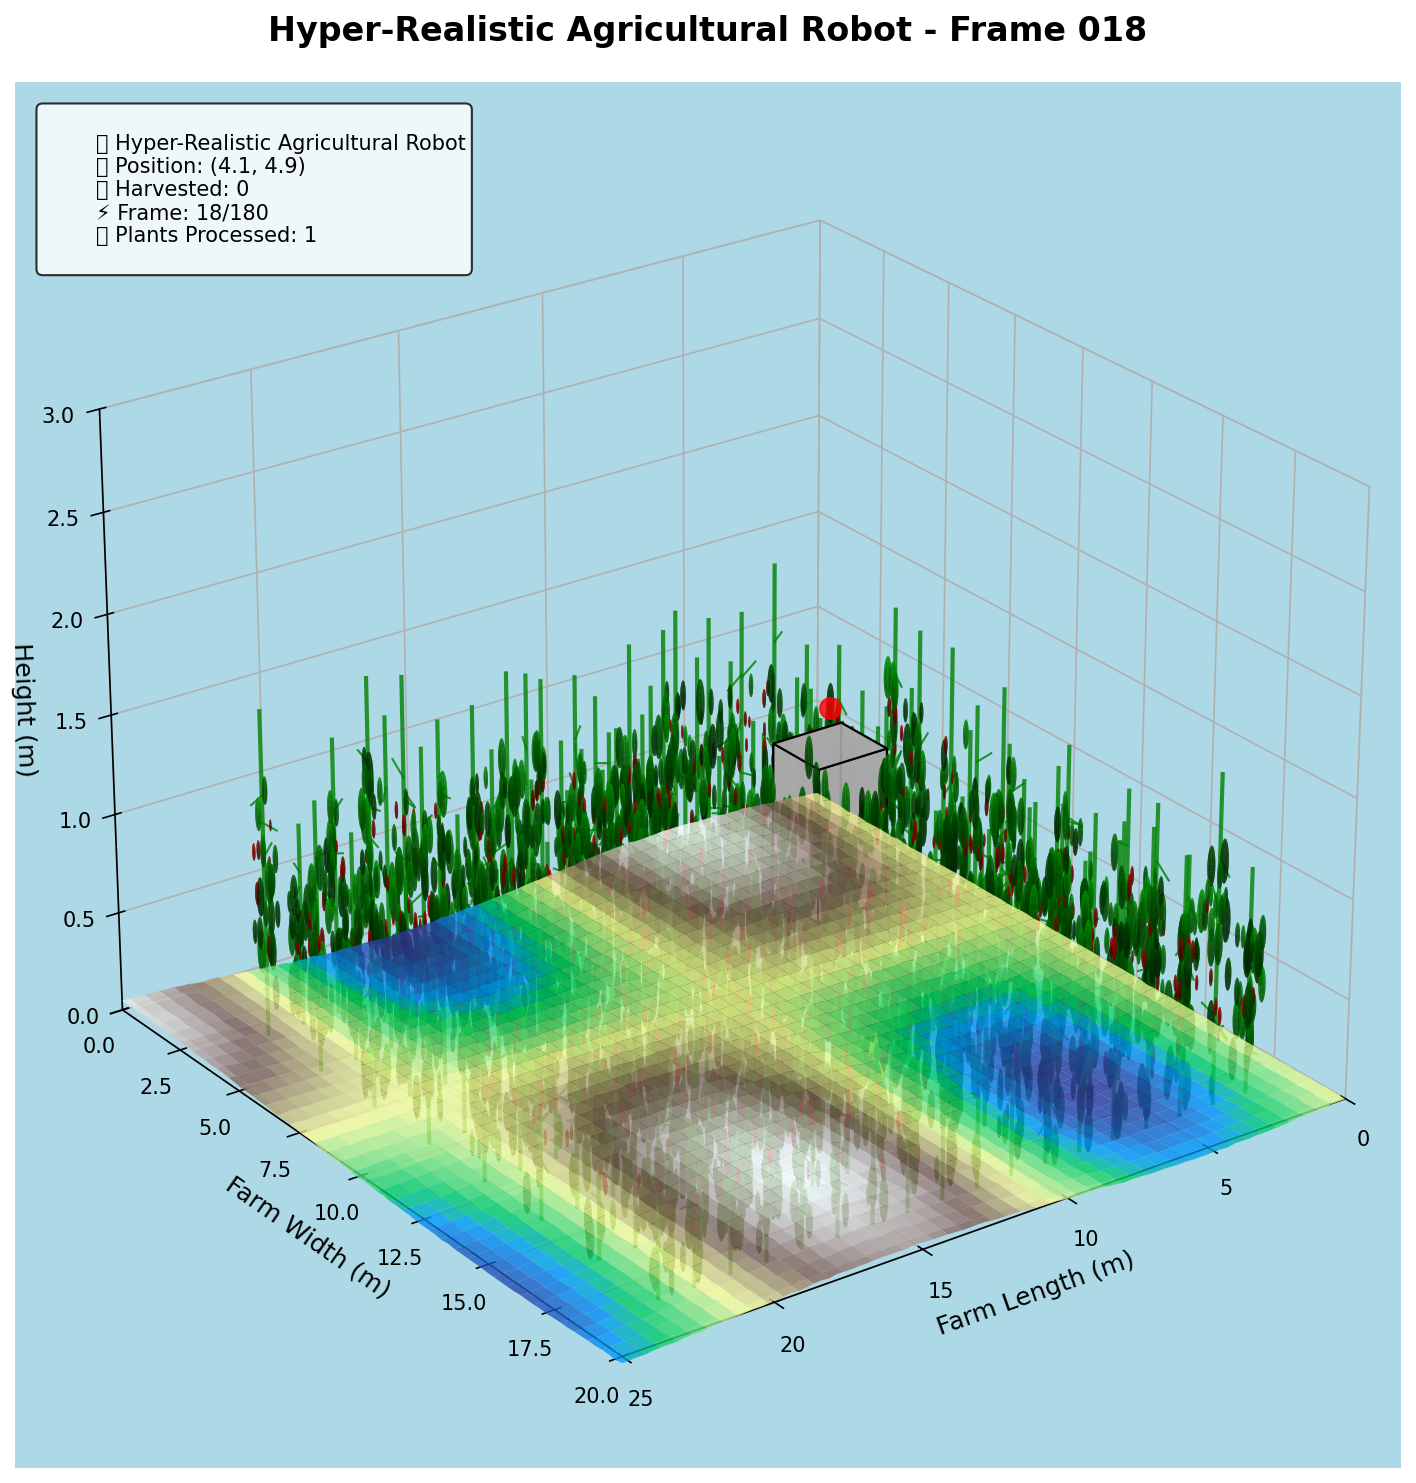 Hyper-Realistic Agricultural Robot - Frame 018
▯ Hyper-Realistic Agricultural Robot
▯ Position: (4.1, 4.9)
▯ Harvested: 0
⚡ Frame: 18/180
▯ Plants Processed: 1
3.0
2.5
2.0
1.5
1.0
0.5
0.0
Height (m)
0.0
2.5
5.0
7.5
10.0
12.5
15.0
17.5
20.0
Farm Width (m)
0
5
10
15
20
25
Farm Length (m)